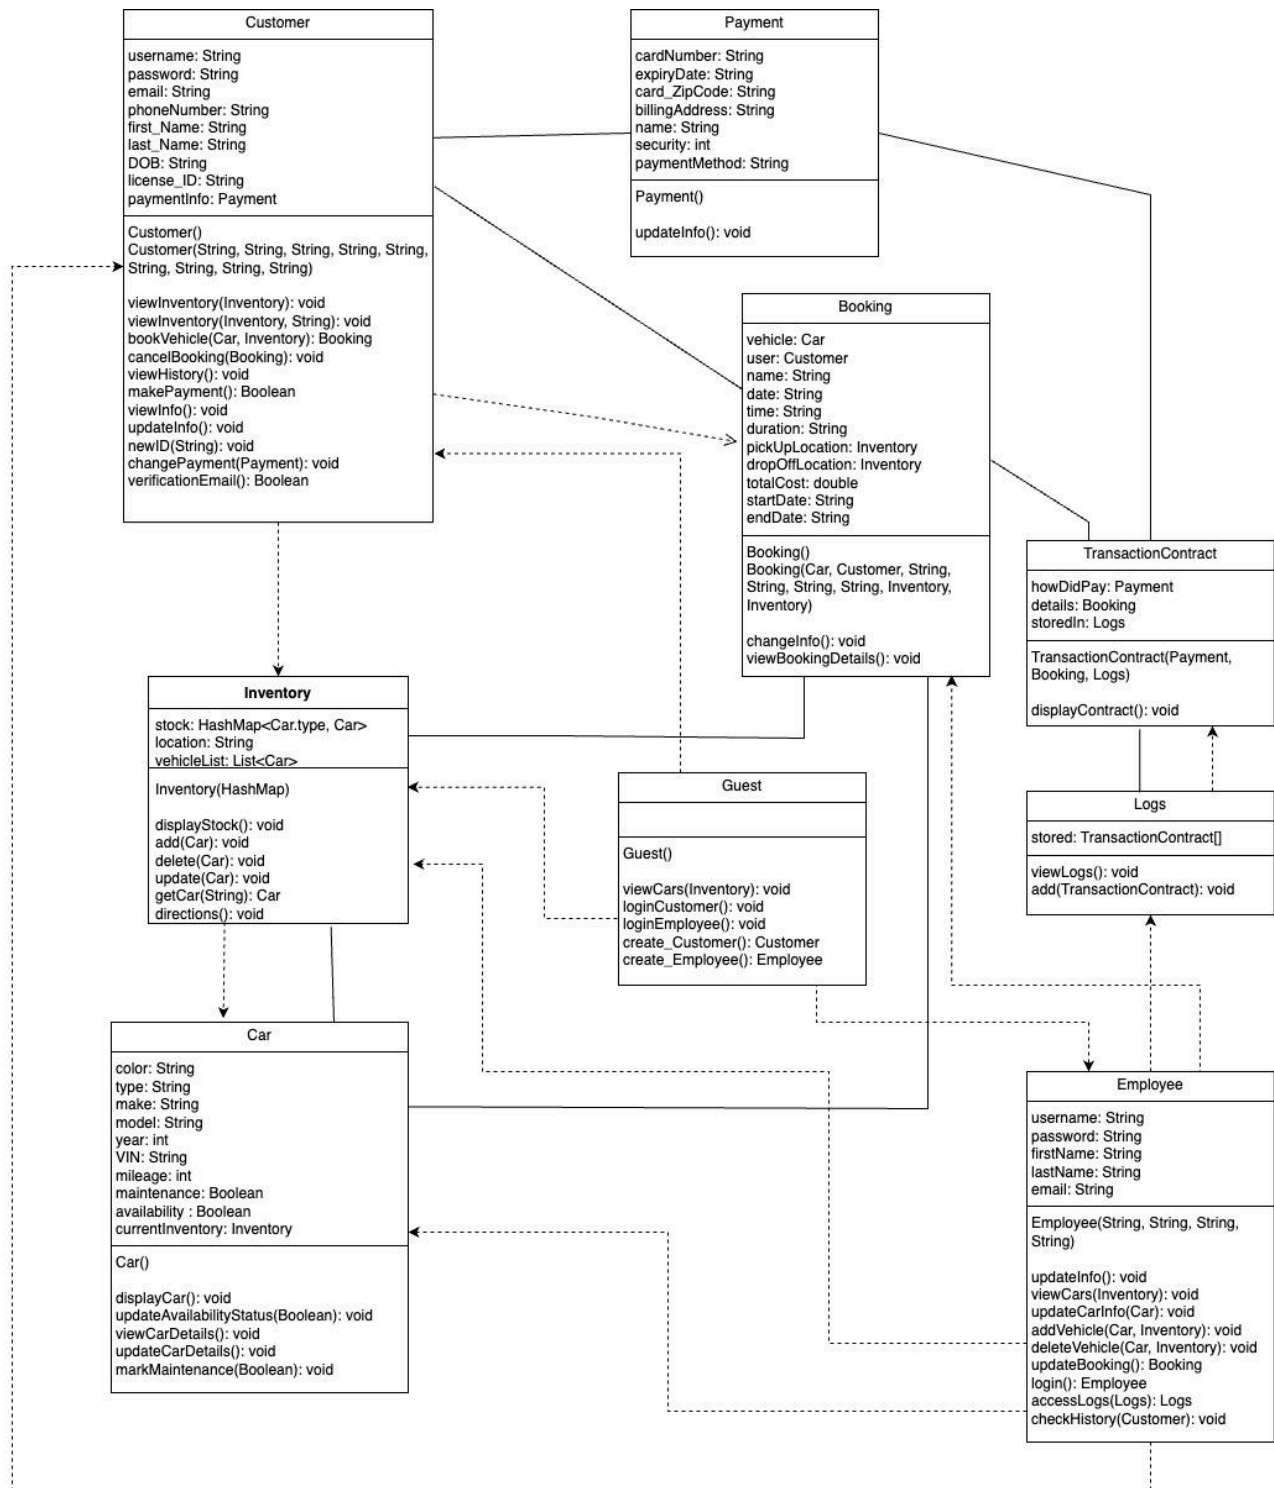 Customer
username: String
password: String
email: String
phoneNumber: String
first_Name: String
last_Name: String
DOB: String
license_ID: String
paymentInfo: Payment
Customer()
Customer(String, String, String, String, String,
String, String, String, String)
viewInventory(Inventory): void
viewInventory(Inventory, String): void
bookVehicle(Car, Inventory): Booking
cancelBooking(Booking): void
viewHistory(): void
makePayment(): Boolean
viewInfo(): void
updateInfo(): void
newID(String): void
changePayment(Payment): void
verificationEmail(): Boolean
Payment
cardNumber: String
expiryDate: String
card_ZipCode: String
billingAddress: String
name: String
security: int
paymentMethod: String
Payment()
updateInfo(): void
Booking
vehicle: Car
user: Customer
name: String
date: String
time: String
duration: String
pickUpLocation: Inventory
dropOffLocation: Inventory
totalCost: double
startDate: String
endDate: String
Booking()
Booking(Car, Customer, String,
String, String, String, Inventory,
Inventory)
changeInfo(): void
viewBookingDetails(): void
TransactionContract
howDidPay: Payment
details: Booking
storedIn: Logs
TransactionContract(Payment,
Booking, Logs)
displayContract(): void
Inventory
stock: HashMap<Car.type, Car>
location: String
vehicleList: List<Car>
Inventory(HashMap)
displayStock(): void
add(Car): void
delete(Car): void
update(Car): void
getCar(String): Car
directions(): void
Guest
Guest()
viewCars(Inventory): void
loginCustomer(): void
loginEmployee(): void
create_Customer(): Customer
create_Employee(): Employee
Logs
stored: TransactionContract[]
viewLogs(): void
add(TransactionContract): void
Car
color: String
type: String
make: String
model: String
year: int
VIN: String
mileage: int
maintenance: Boolean
availability : Boolean
currentInventory: Inventory
Car()
displayCar(): void
updateAvailabilityStatus(Boolean): void
viewCarDetails(): void
updateCarDetails(): void
markMaintenance(Boolean): void
Employee
username: String
password: String
firstName: String
lastName: String
email: String
Employee(String, String, String,
String)
updateInfo(): void
viewCars(Inventory): void
updateCarInfo(Car): void
addVehicle(Car, Inventory): void
deleteVehicle(Car, Inventory): void
updateBooking(): Booking
login(): Employee
accessLogs(Logs): Logs
checkHistory(Customer): void